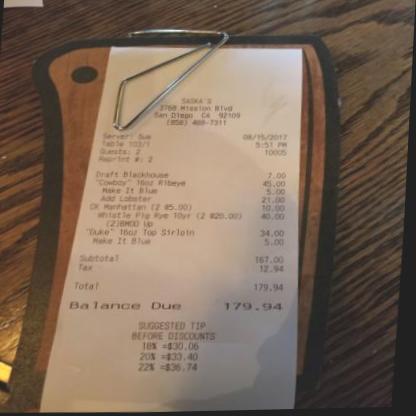 SASKA'S
3768 Mission Blvd
San Diego CA 92109
(858) 488-7311
Server: Sue 08/15/2017
Table 103/1 5:51 PM
Guests: 2 10005
Reprint #: 2
Draft Blackhouse 7.00
"Cowboy" 16oz Ribeye 45.00
Make It Blue 5.00
Add Lobster 21.00
CK Manhattan (2 @5.00) 10.00
Whistle Pig Rye 10yr (2 @20.00) 40.00
(2)BMOD Up
"Duke" 16oz Top Sirloin 34.00
Make It Blue 5.00
Subtotal 167.00
Tax 12.94
Total 179.94
Balance Due 179.94
SUGGESTED TIP
BEFORE DISCOUNTS
18% =$30.06
20% =$33.40
22% =$36.74